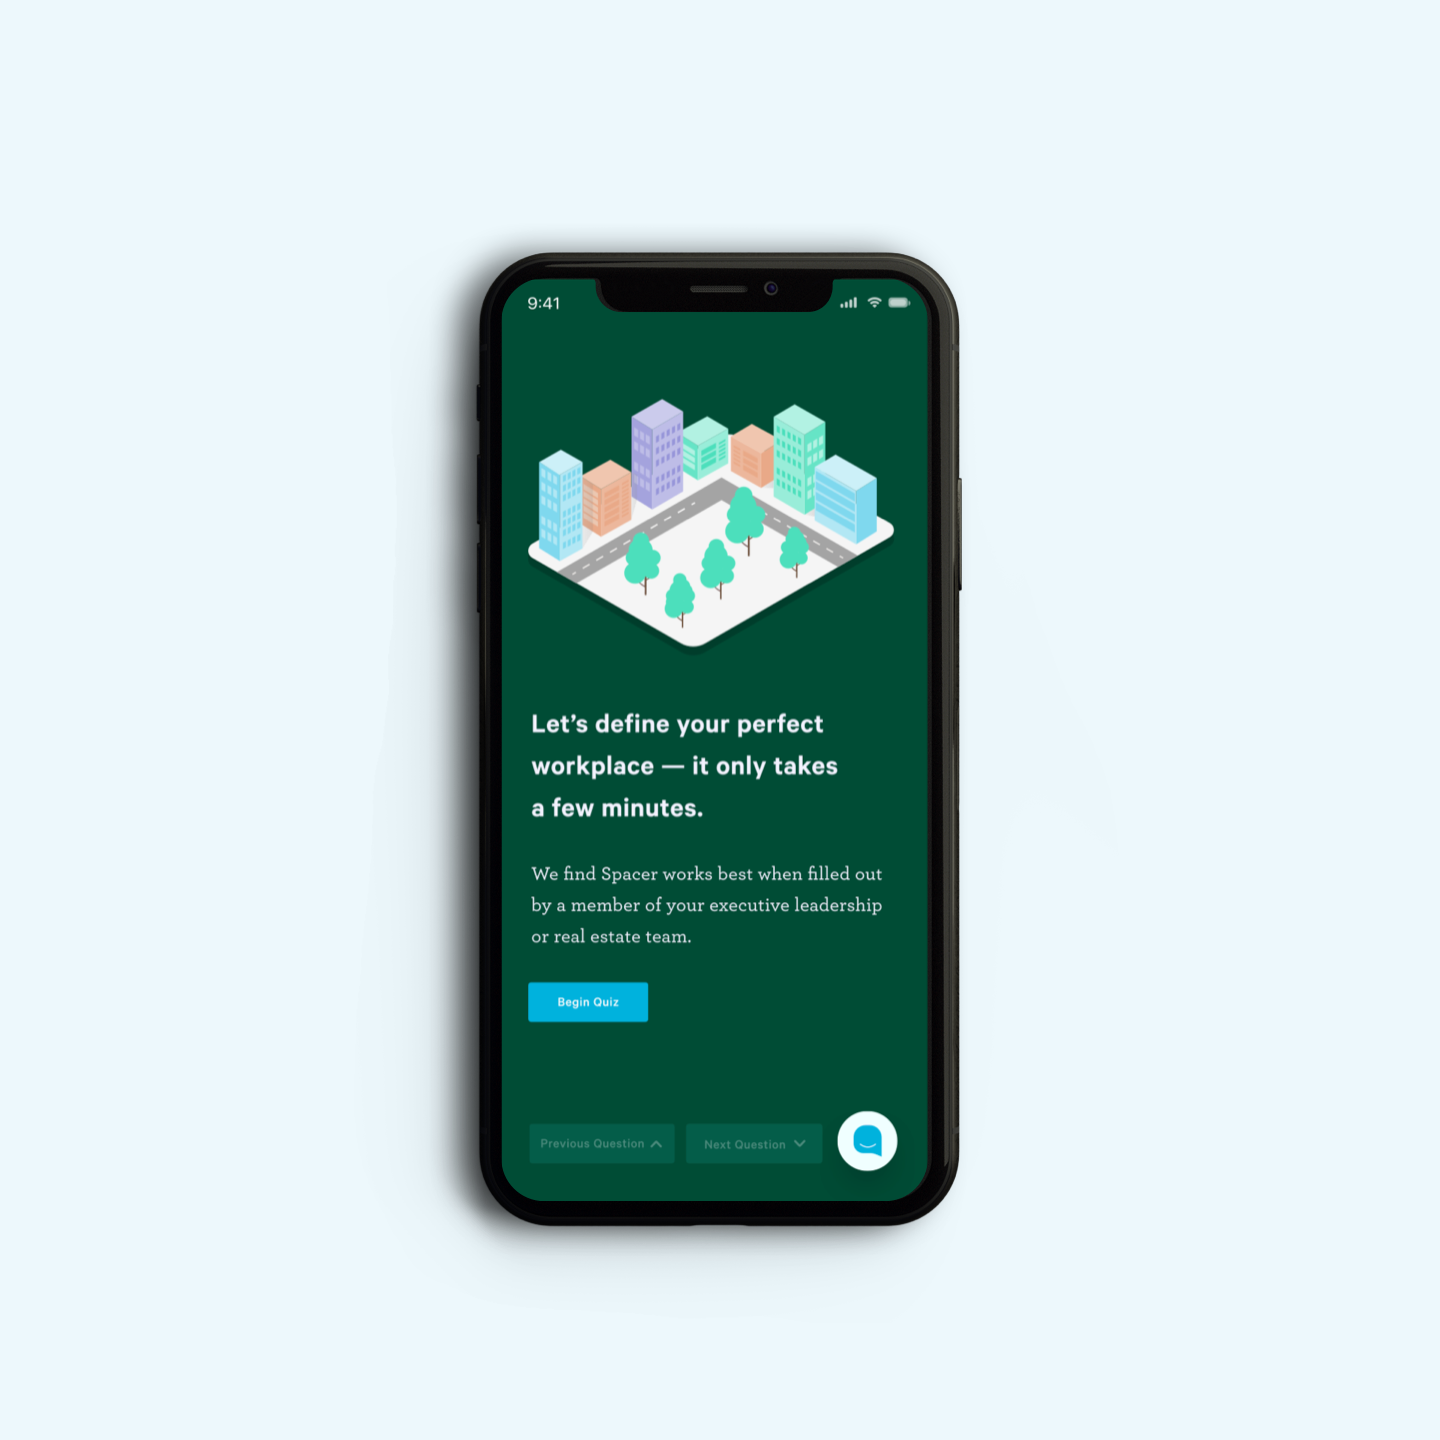 9:41
Let’s define your perfect
workplace — it only takes
a few minutes.
We find Spacer works best when filled out
by a member of your executive leadership
or real estate team.
Begin Quiz
Previous Question
Next Question